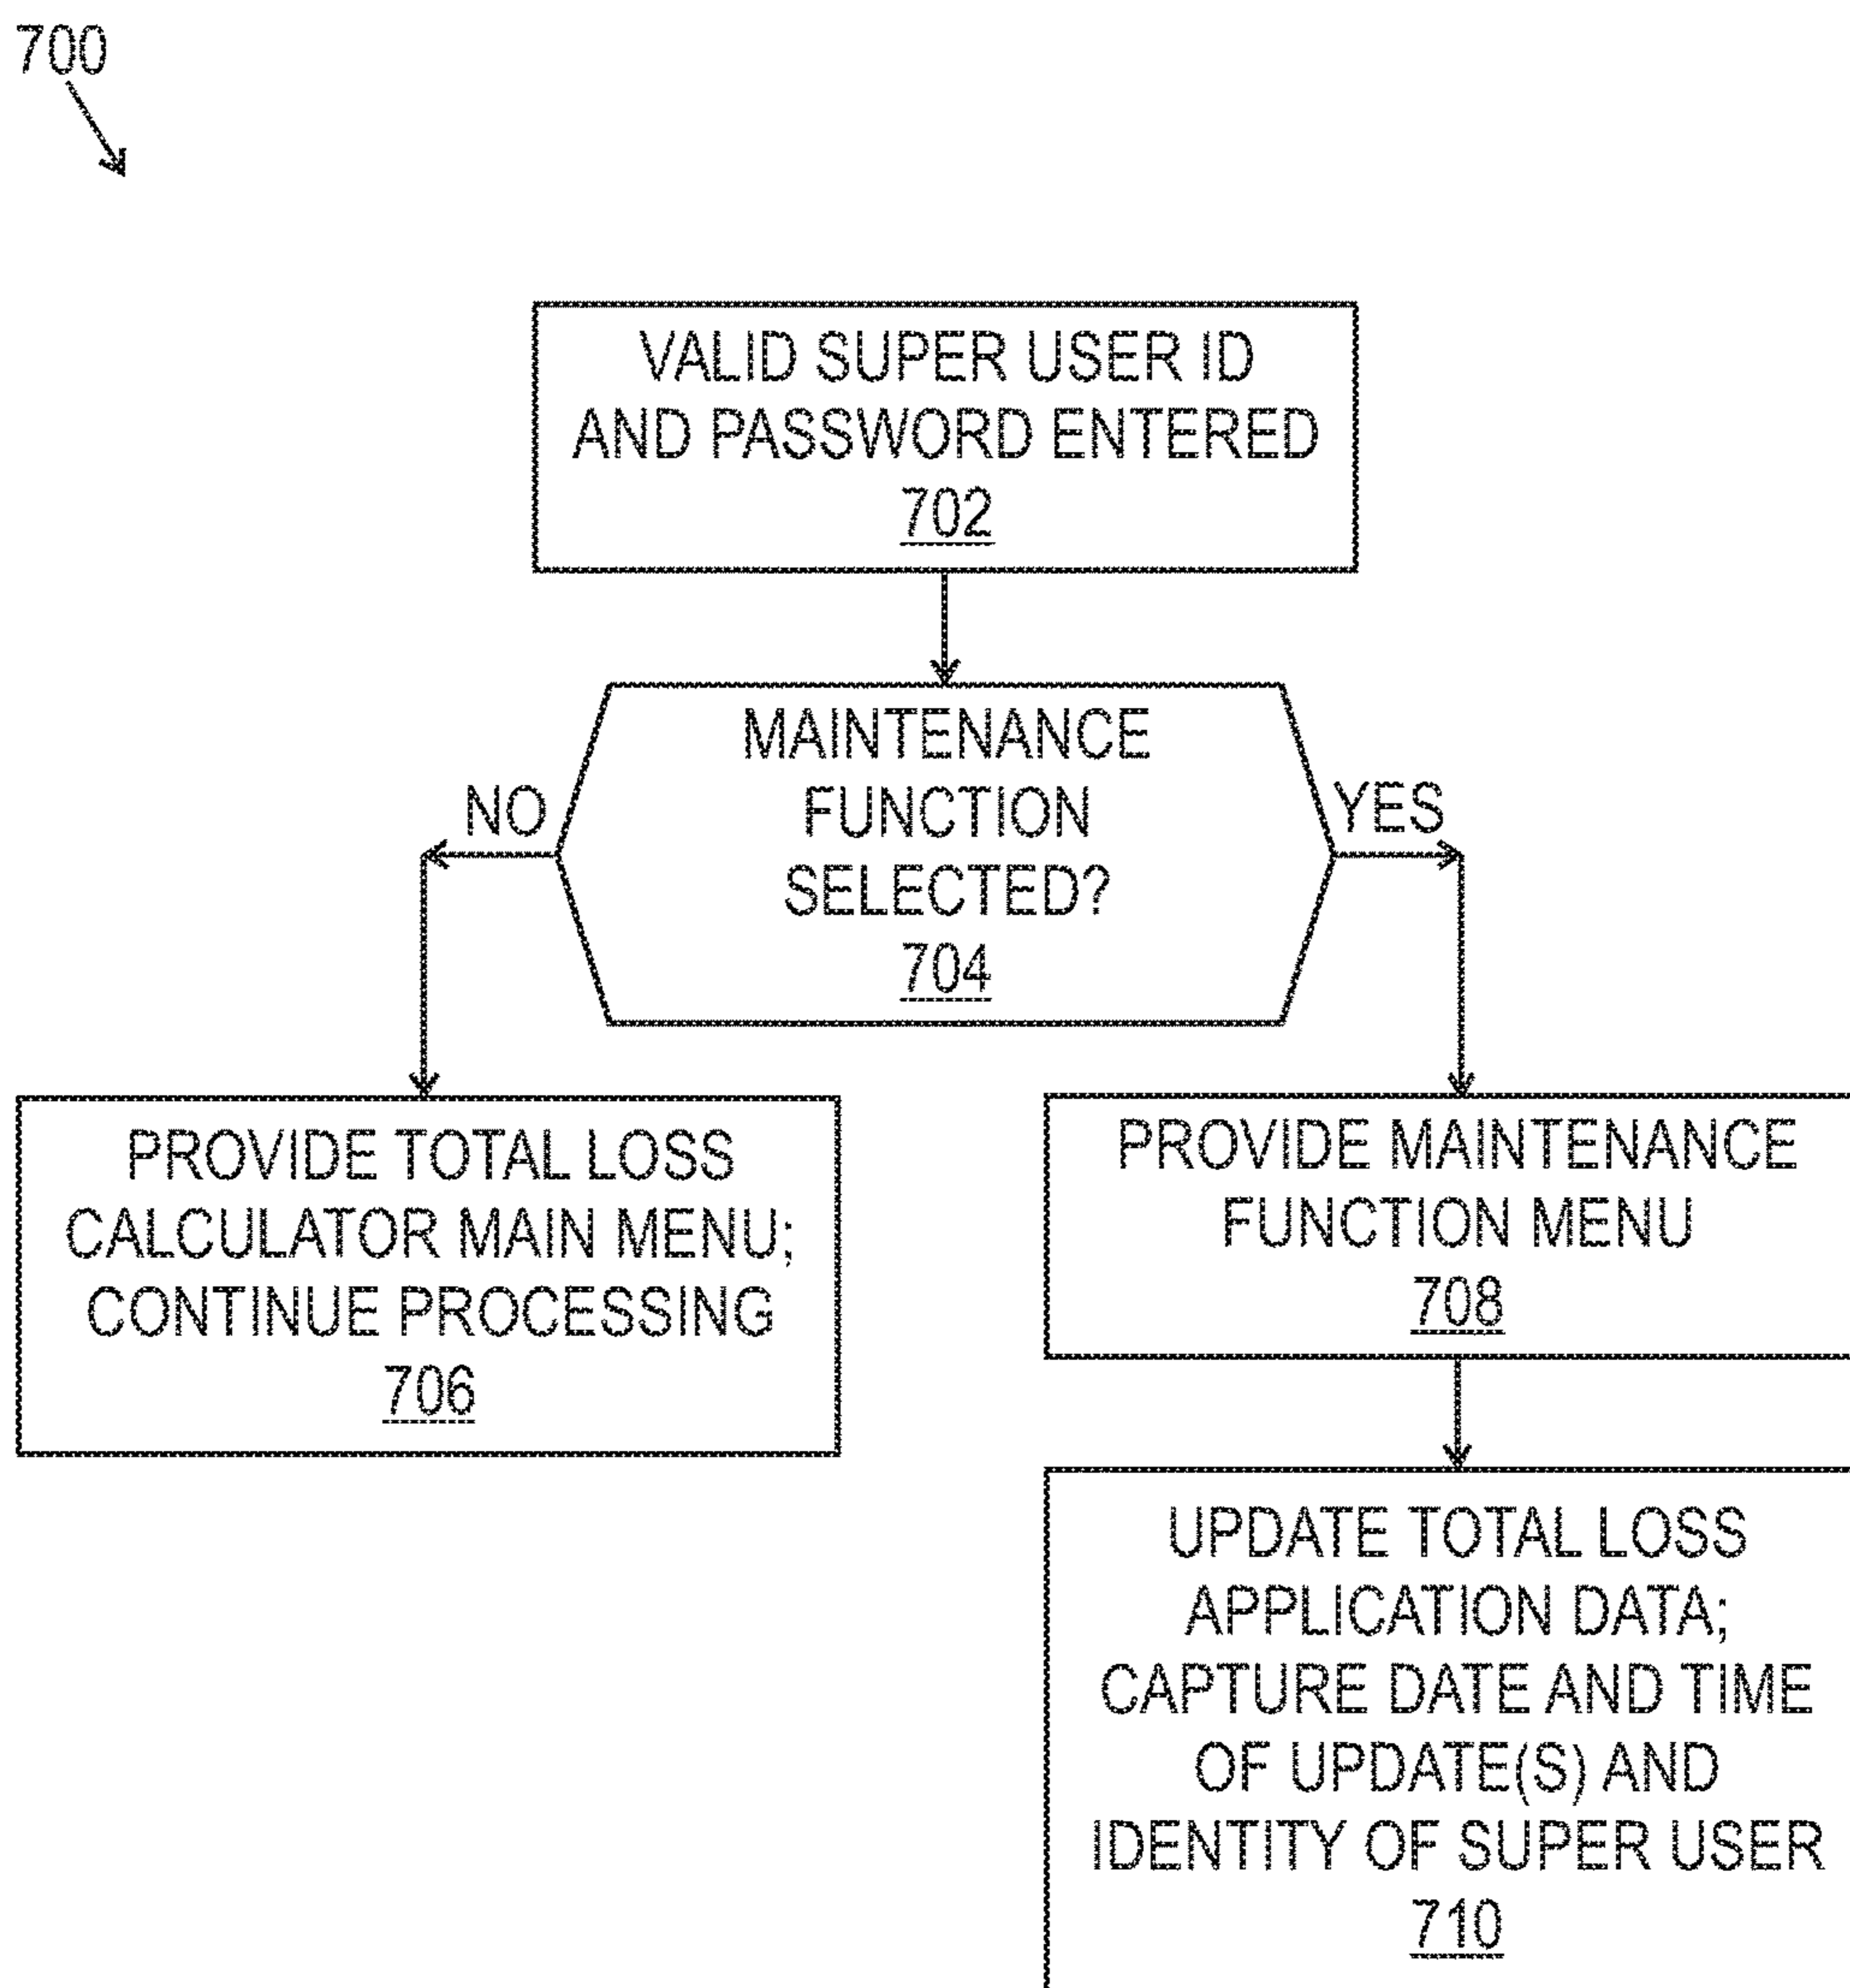 700
VALID SUPER USER ID
AND PASSWORD ENTERED
702
MAINTENANCE
FUNCTION
SELECTED?
704
NO
YES
PROVIDE TOTAL LOSS
CALCULATOR MAIN MENU;
CONTINUE PROCESSING
706
PROVIDE MAINTENANCE
FUNCTION MENU
708
UPDATE TOTAL LOSS
APPLICATION DATA;
CAPTURE DATE AND TIME
OF UPDATE(S) AND
IDENTITY OF SUPER USER
710